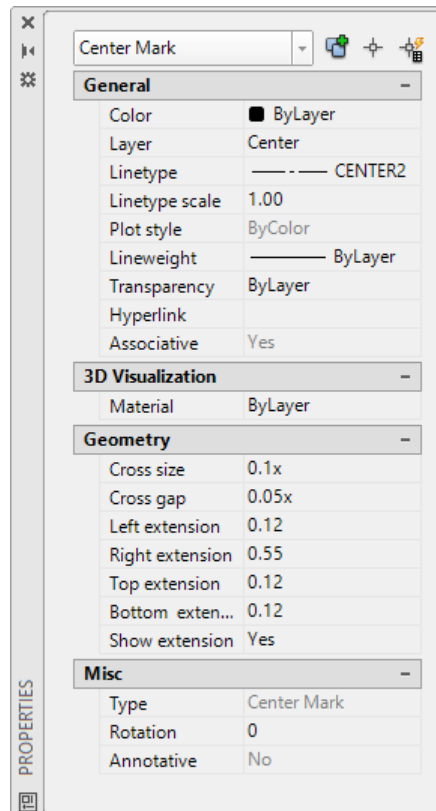 Center Mark
General
Color ByLayer
Layer Center
Linetype CENTER2
Linetype scale 1.00
Plot style ByColor
Lineweight ByLayer
Transparency ByLayer
Hyperlink
Associative Yes
3D Visualization
Material ByLayer
Geometry
Cross size 0.1x
Cross gap 0.05x
Left extension 0.12
Right extension 0.55
Top extension 0.12
Bottom exten... 0.12
Show extension Yes
Misc
Type Center Mark
Rotation 0
Annotative No
PROPERTIES